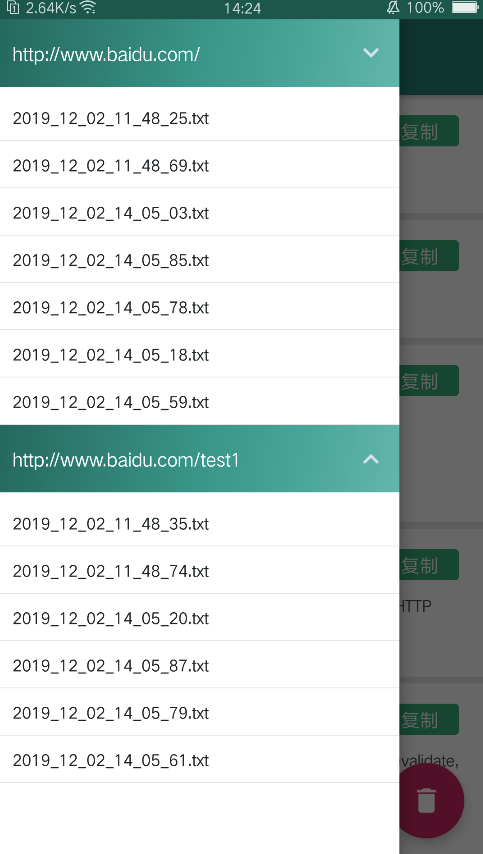 2.64K/s 14:24 100%
http://www.baidu.com/
2019_12_02_11_48_25.txt
复制
2019_12_02_11_48_69.txt
2019_12_02_14_05_03.txt
2019_12_02_14_05_85.txt
复制
2019_12_02_14_05_78.txt
2019_12_02_14_05_18.txt
复制
2019_12_02_14_05_59.txt
http://www.baidu.com/test1
2019_12_02_11_48_35.txt
2019_12_02_11_48_74.txt
复制
HTTP
2019_12_02_14_05_20.txt
2019_12_02_14_05_87.txt
2019_12_02_14_05_79.txt
复制
2019_12_02_14_05_61.txt
evalidate,